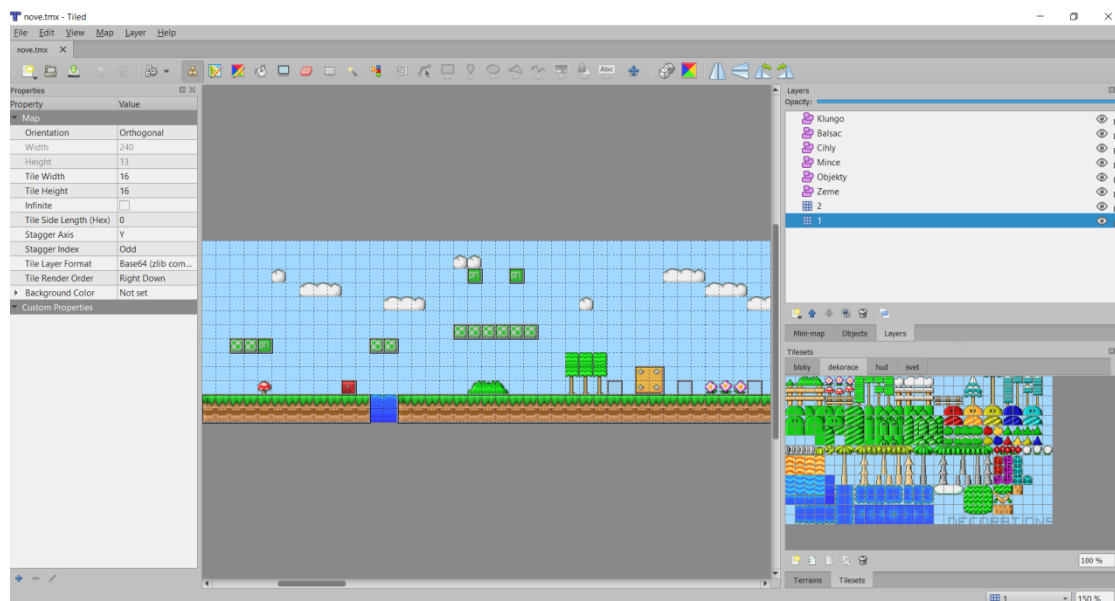 nove.tmx - Tiled
File Edit View Map Layer Help
nove.tmx
Abc
Properties
Property Value
Map
Orientation Orthogonal
Width 240
Height 13
Tile Width 16
Tile Height 16
Infinite
Tile Side Length (Hex) 0
Stagger Axis Y
Stagger Index Odd
Tile Layer Format Base64 (zlib com...
Tile Render Order Right Down
Background Color Not set
Custom Properties
Layers
Opacity:
Klungo
Balsac
Cihly
Mince
Objekty
Zeme
2
1
Mini-map Objects Layers
Tilesets
bloky dekorace hud svet
DECORATIONS
100 %
Terrains Tilesets
1 150 %